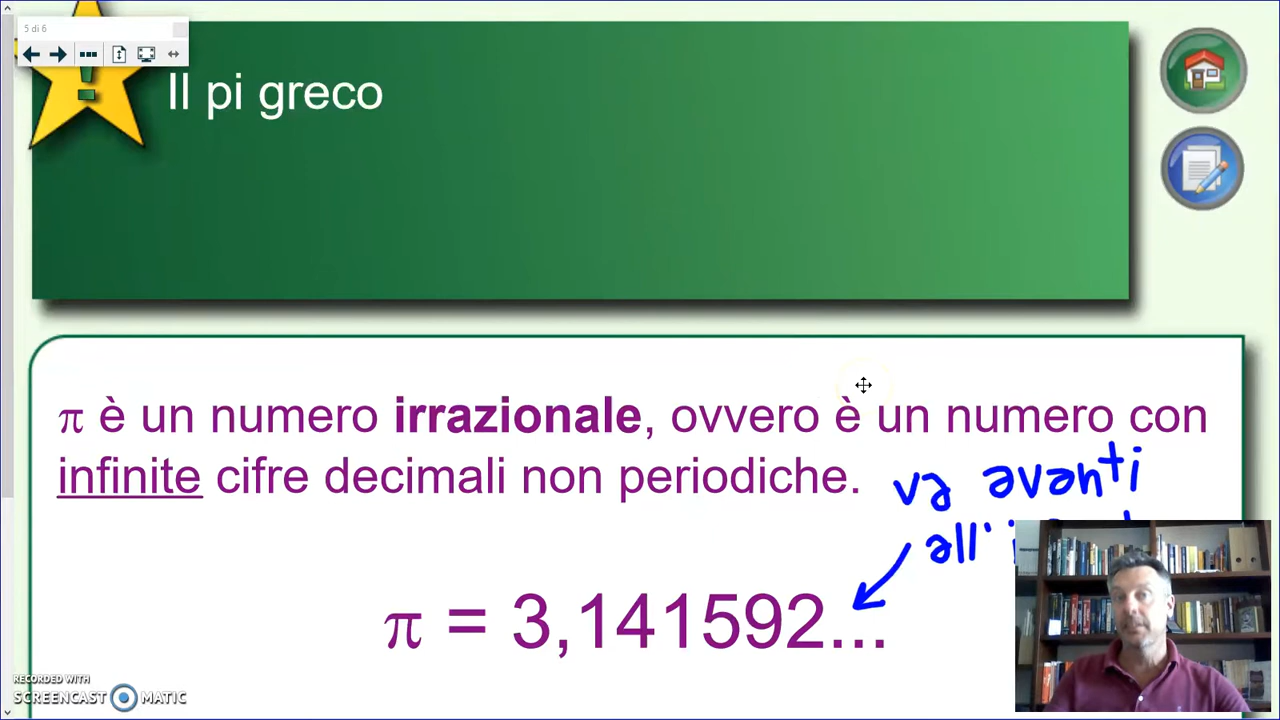 5 di 6
Il pi greco
π è un numero irrazionale, ovvero è un numero con
infinite cifre decimali non periodiche.
va avanti
all'
π = 3,141592...
RECORDED WITH
SCREENCAST MATIC